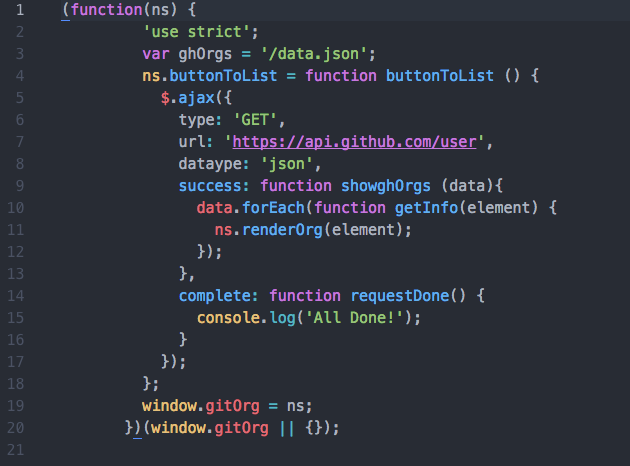 1 (function(ns) {
2 'use strict';
3 var ghOrgs = '/data.json';
4 ns.buttonToList = function buttonToList () {
5 $.ajax({
6 type: 'GET',
7 url: 'https://api.github.com/user',
8 dataype: 'json',
9 success: function showghOrgs (data){
10 data.forEach(function getInfo(element) {
11 ns.renderOrg(element);
12 });
13 },
14 complete: function requestDone() {
15 console.log('All Done!');
16 }
17 });
18 };
19 window.gitOrg = ns;
20 })(window.gitOrg || {});
21